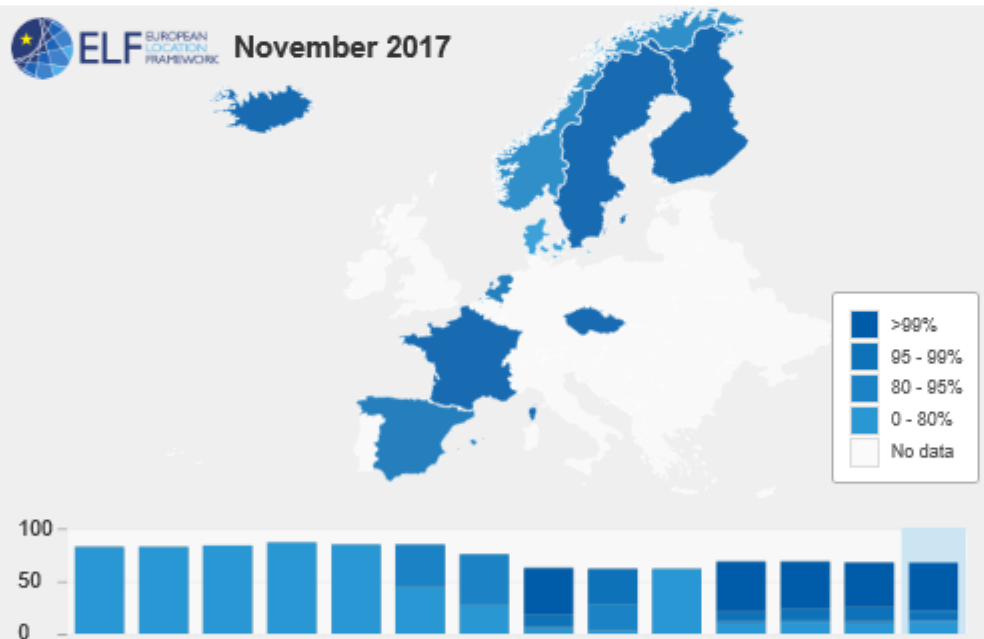 ELF EUROPEAN LOCATION FRAMEWORK November 2017
>99%
95 - 99%
80 - 95%
0 - 80%
No data
100
50
0